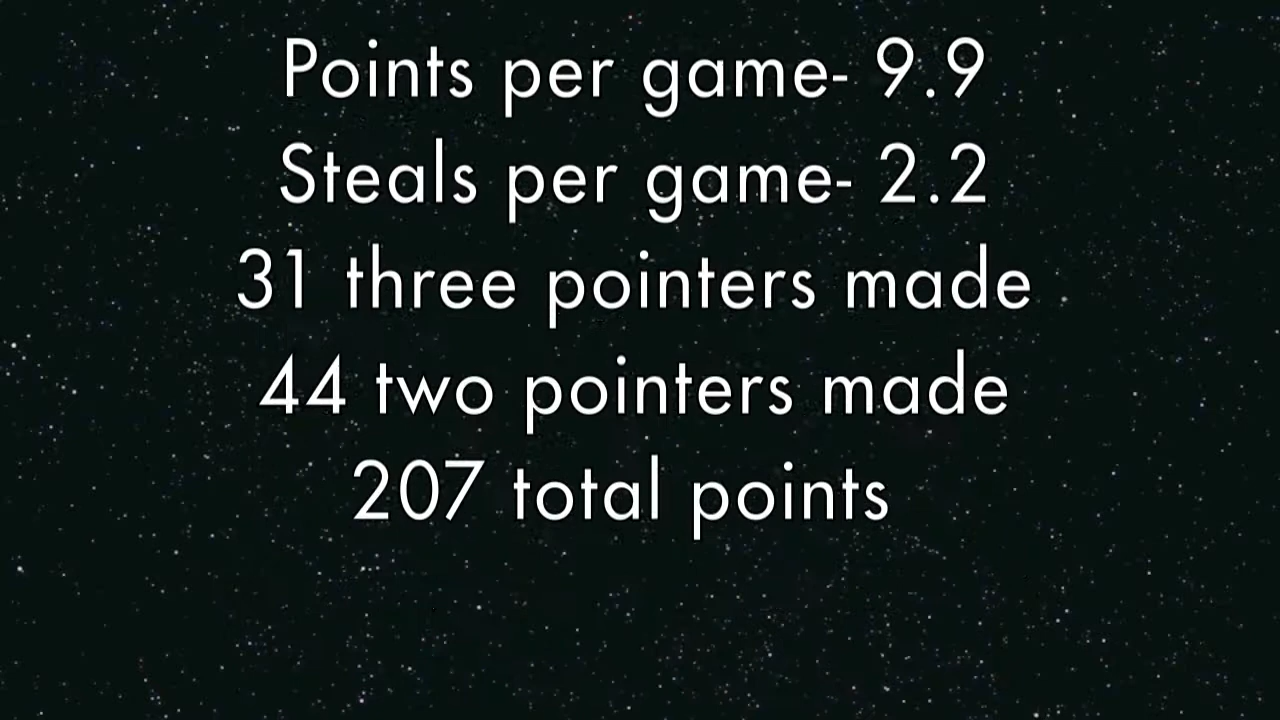 Points per game- 9.9
Steals per game- 2.2
31 three pointers made
44 two pointers made
207 total points